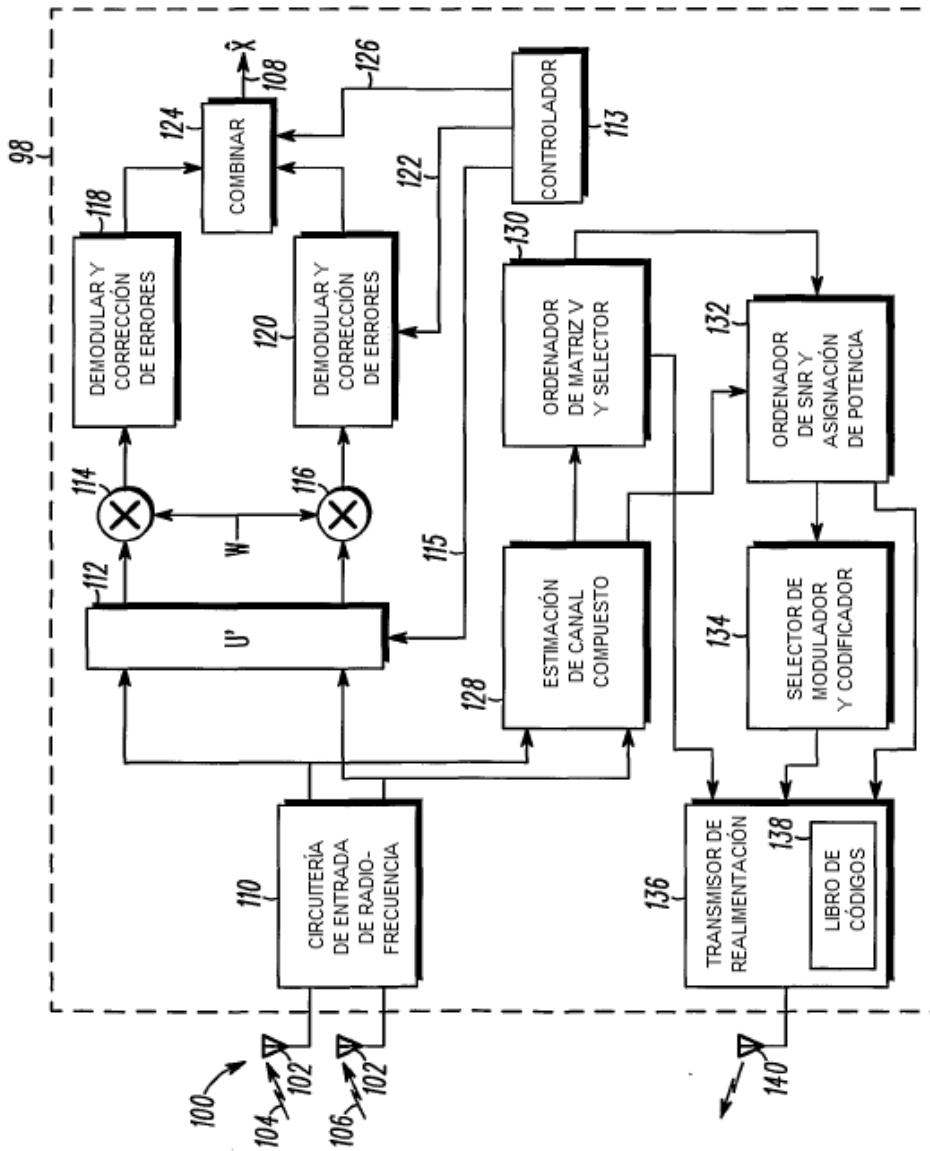 98
100
104
102
106
102
110
CIRCUITERÍA
DE ENTRADA
DE RADIO-
FRECUENCIA
112
U'
114
W
116
118
DEMODULAR Y
CORRECCIÓN
DE ERRORES
120
DEMODULAR Y
CORRECCIÓN
DE ERRORES
124
COMBINAR
108
X̂
126
122
115
CONTROLADOR
113
128
ESTIMACIÓN
DE CANAL
COMPUESTO
130
ORDENADOR
DE MATRIZ V
Y SELECTOR
132
ORDENADOR
DE SNR Y
ASIGNACIÓN
DE POTENCIA
134
SELECTOR DE
MODULADOR
Y CODIFICADOR
136
TRANSMISOR DE
REALIMENTACIÓN
138
LIBRO DE
CÓDIGOS
140